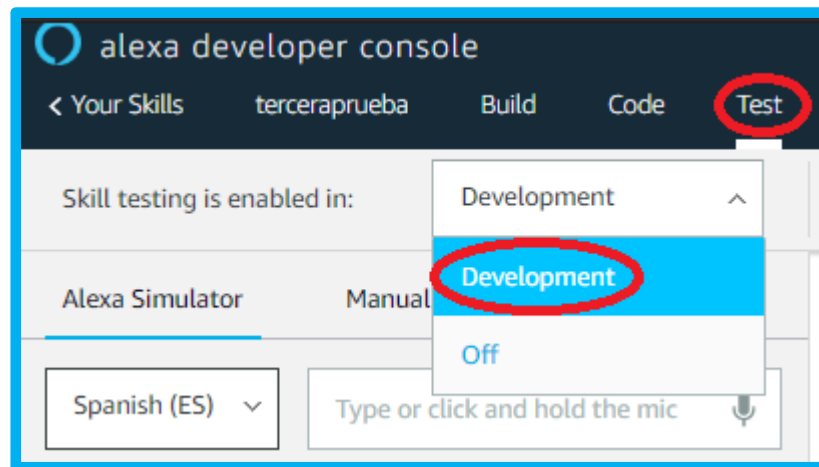 alexa developer console
Your Skills terceraprueba Build Code Test
Skill testing is enabled in: Development
Development
Alexa Simulator Manual
Off
Spanish (ES) Type or click and hold the mic